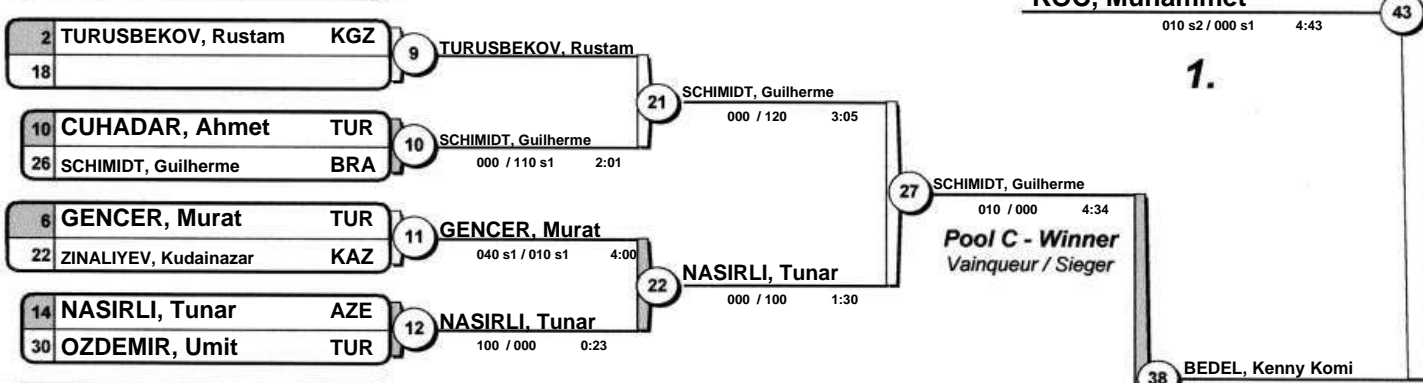 KOC, Muhammet
010 s2 / 000 s1 4:43
43
1.
2 TURUSBEKOV, Rustam KGZ
18
9
TURUSBEKOV, Rustam
10 CUHADAR, Ahmet TUR
26 SCHIMIDT, Guilherme BRA
10
SCHIMIDT, Guilherme
000 / 110 s1 2:01
21
SCHIMIDT, Guilherme
000 / 120 3:05
6 GENCER, Murat TUR
22 ZINALIYEV, Kudainazar KAZ
11
GENCER, Murat
040 s1 / 010 s1 4:00
14 NASIRLI, Tunar AZE
30 OZDEMIR, Umit TUR
12
NASIRLI, Tunar
100 / 000 0:23
22
NASIRLI, Tunar
000 / 100 1:30
27
SCHIMIDT, Guilherme
010 / 000 4:34
Pool C - Winner
Vainqueur / Sieger
38
BEDEL, Kenny Komi